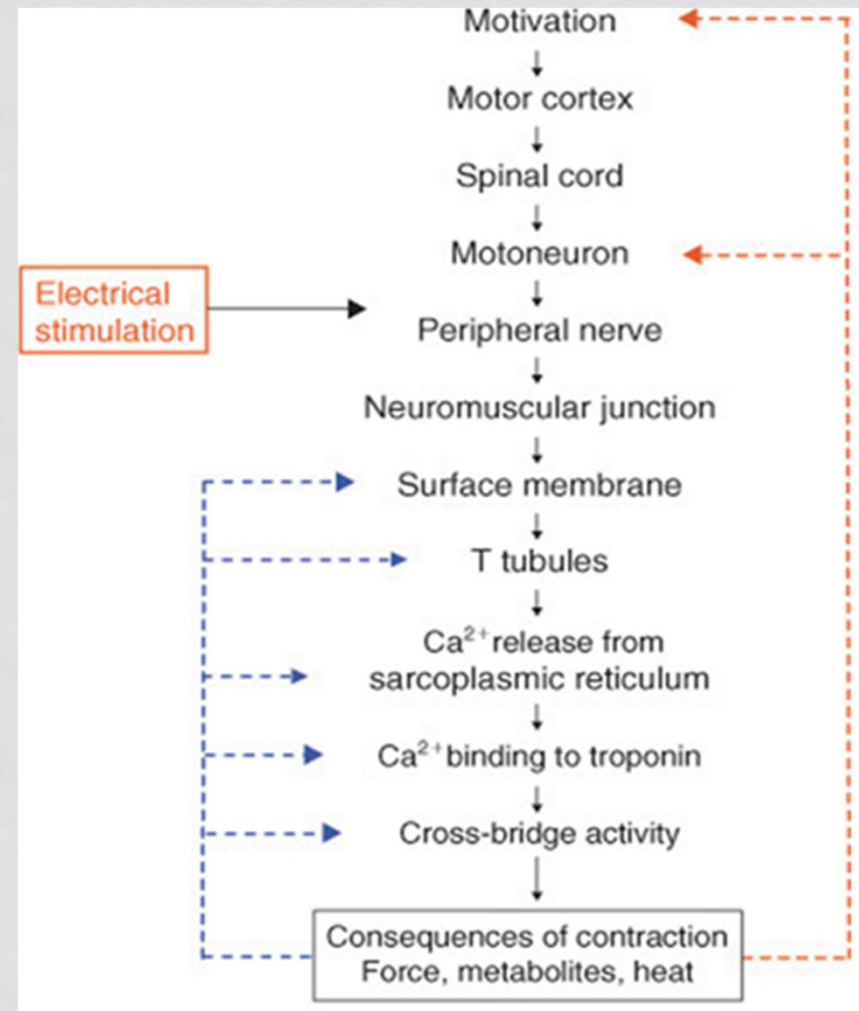 Motivation
Motor cortex
Spinal cord
Motoneuron
Electrical
stimulation
Peripheral nerve
Neuromuscular junction
Surface membrane
T tubules
Ca²⁺ release from
sarcoplasmic reticulum
Ca²⁺ binding to troponin
Cross-bridge activity
Consequences of contraction
Force, metabolites, heat